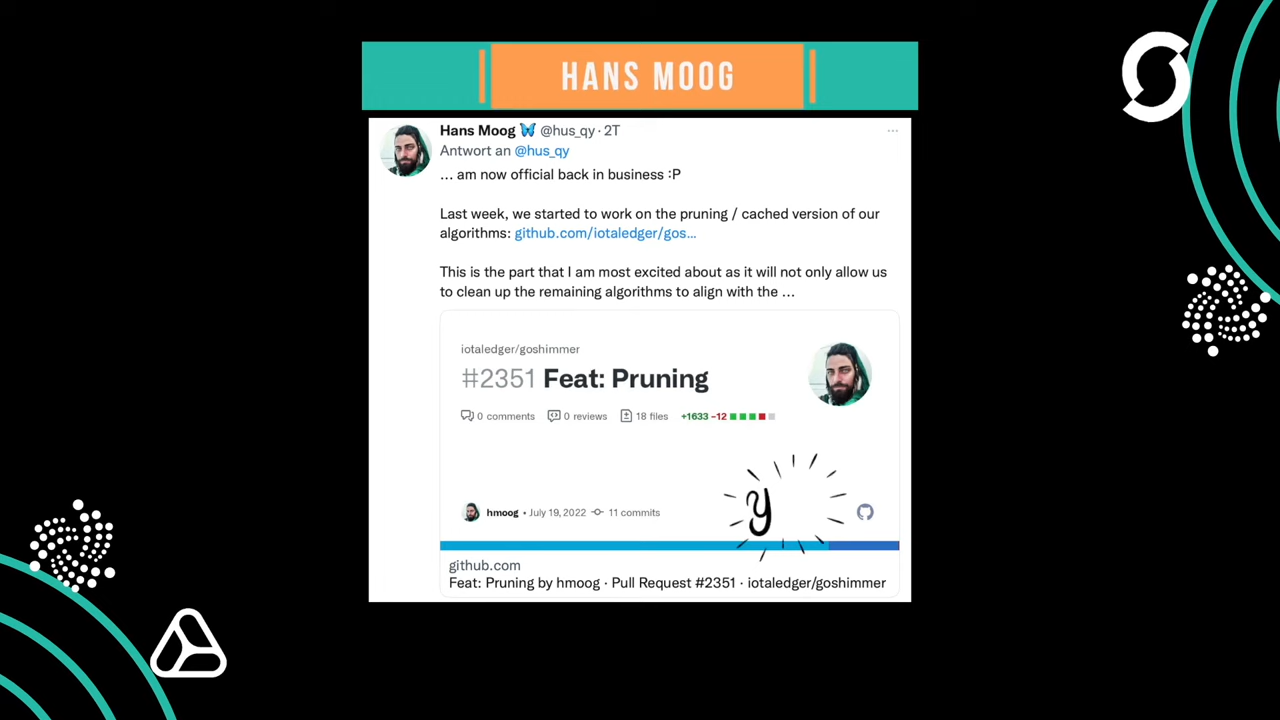 HANS MOOG
Hans Moog 🦋 @hus_qy · 2T
Antwort an @hus_qy
... am now official back in business :P
Last week, we started to work on the pruning / cached version of our
algorithms: github.com/iotaledger/gos...
This is the part that I am most excited about as it will not only allow us
to clean up the remaining algorithms to align with the ...
iotaledger/goshimmer
#2351 Feat: Pruning
0 comments 0 reviews 18 files +1633 −12
y
hmoog • July 19, 2022 11 commits
github.com
Feat: Pruning by hmoog · Pull Request #2351 · iotaledger/goshimmer